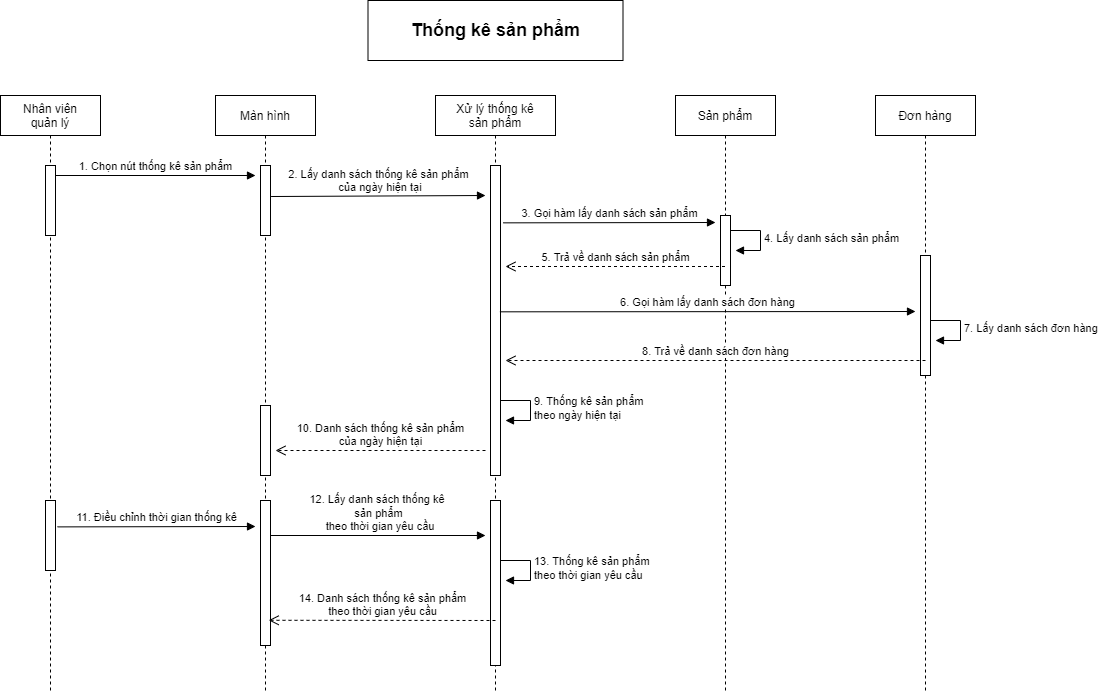 Thống kê sản phẩm
Nhân viên
quản lý
Màn hình
Xử lý thống kê
sản phẩm
Sản phẩm
Đơn hàng
1. Chọn nút thống kê sản phẩm
2. Lấy danh sách thống kê sản phẩm
của ngày hiện tại
3. Gọi hàm lấy danh sách sản phẩm
4. Lấy danh sách sản phẩm
5. Trả về danh sách sản phẩm
6. Gọi hàm lấy danh sách đơn hàng
7. Lấy danh sách đơn hàng
8. Trả về danh sách đơn hàng
9. Thống kê sản phẩm
theo ngày hiện tại
10. Danh sách thống kê sản phẩm
của ngày hiện tại
11. Điều chỉnh thời gian thống kê
12. Lấy danh sách thống kê
sản phẩm
theo thời gian yêu cầu
13. Thống kê sản phẩm
theo thời gian yêu cầu
14. Danh sách thống kê sản phẩm
theo thời gian yêu cầu